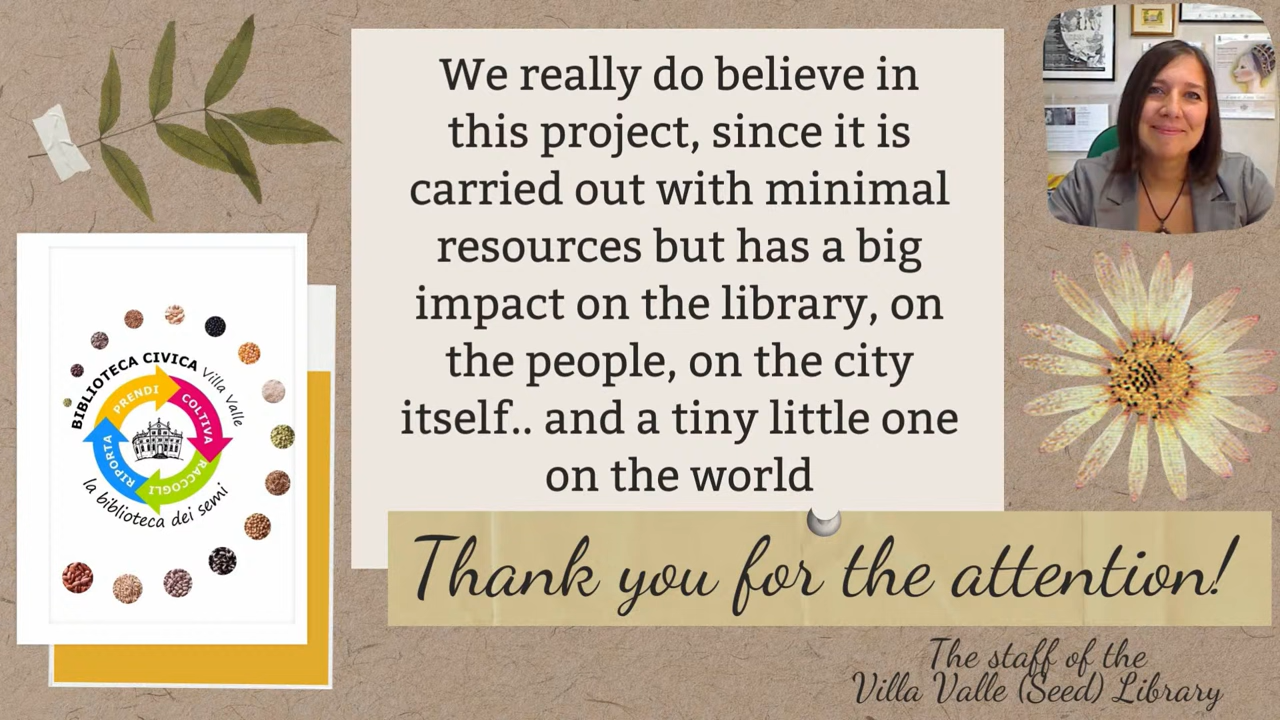 We really do believe in
this project, since it is
carried out with minimal
resources but has a big
impact on the library, on
the people, on the city
itself.. and a tiny little one
on the world
Thank you for the attention!
The staff of the
Villa Valle (Seed) Library
BIBLIOTECA CIVICA Villa Valle
PRENDI
COLTIVA
RACCOGLI
RIPORTA
la biblioteca dei semi